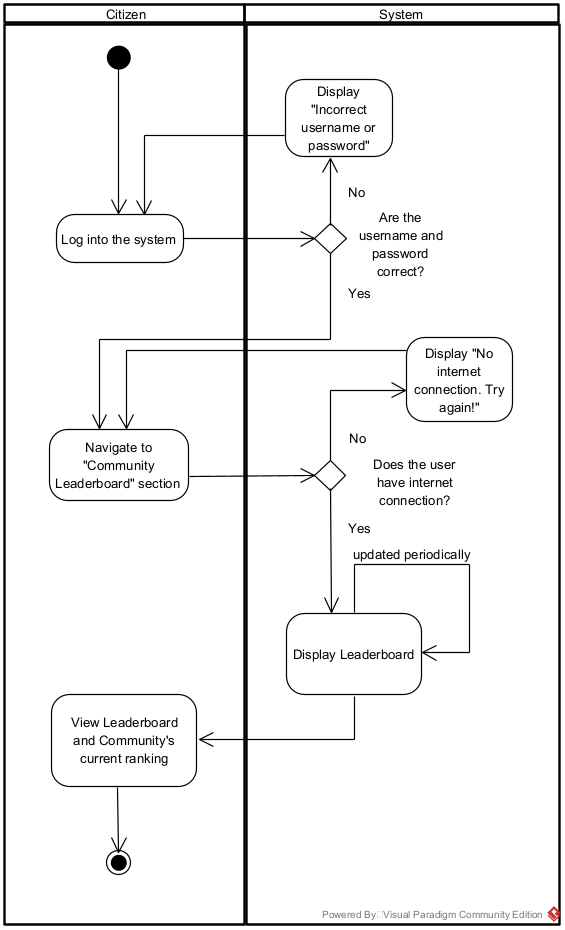 Citizen
System
Display
"Incorrect
username or
password"
No
Are the
username and
password
correct?
Log into the system
Yes
Display "No
internet
connection. Try
again!"
No
Navigate to
"Community
Leaderboard" section
Does the user
have internet
connection?
Yes
updated periodically
Display Leaderboard
View Leaderboard
and Community's
current ranking
Powered By Visual Paradigm Community Edition